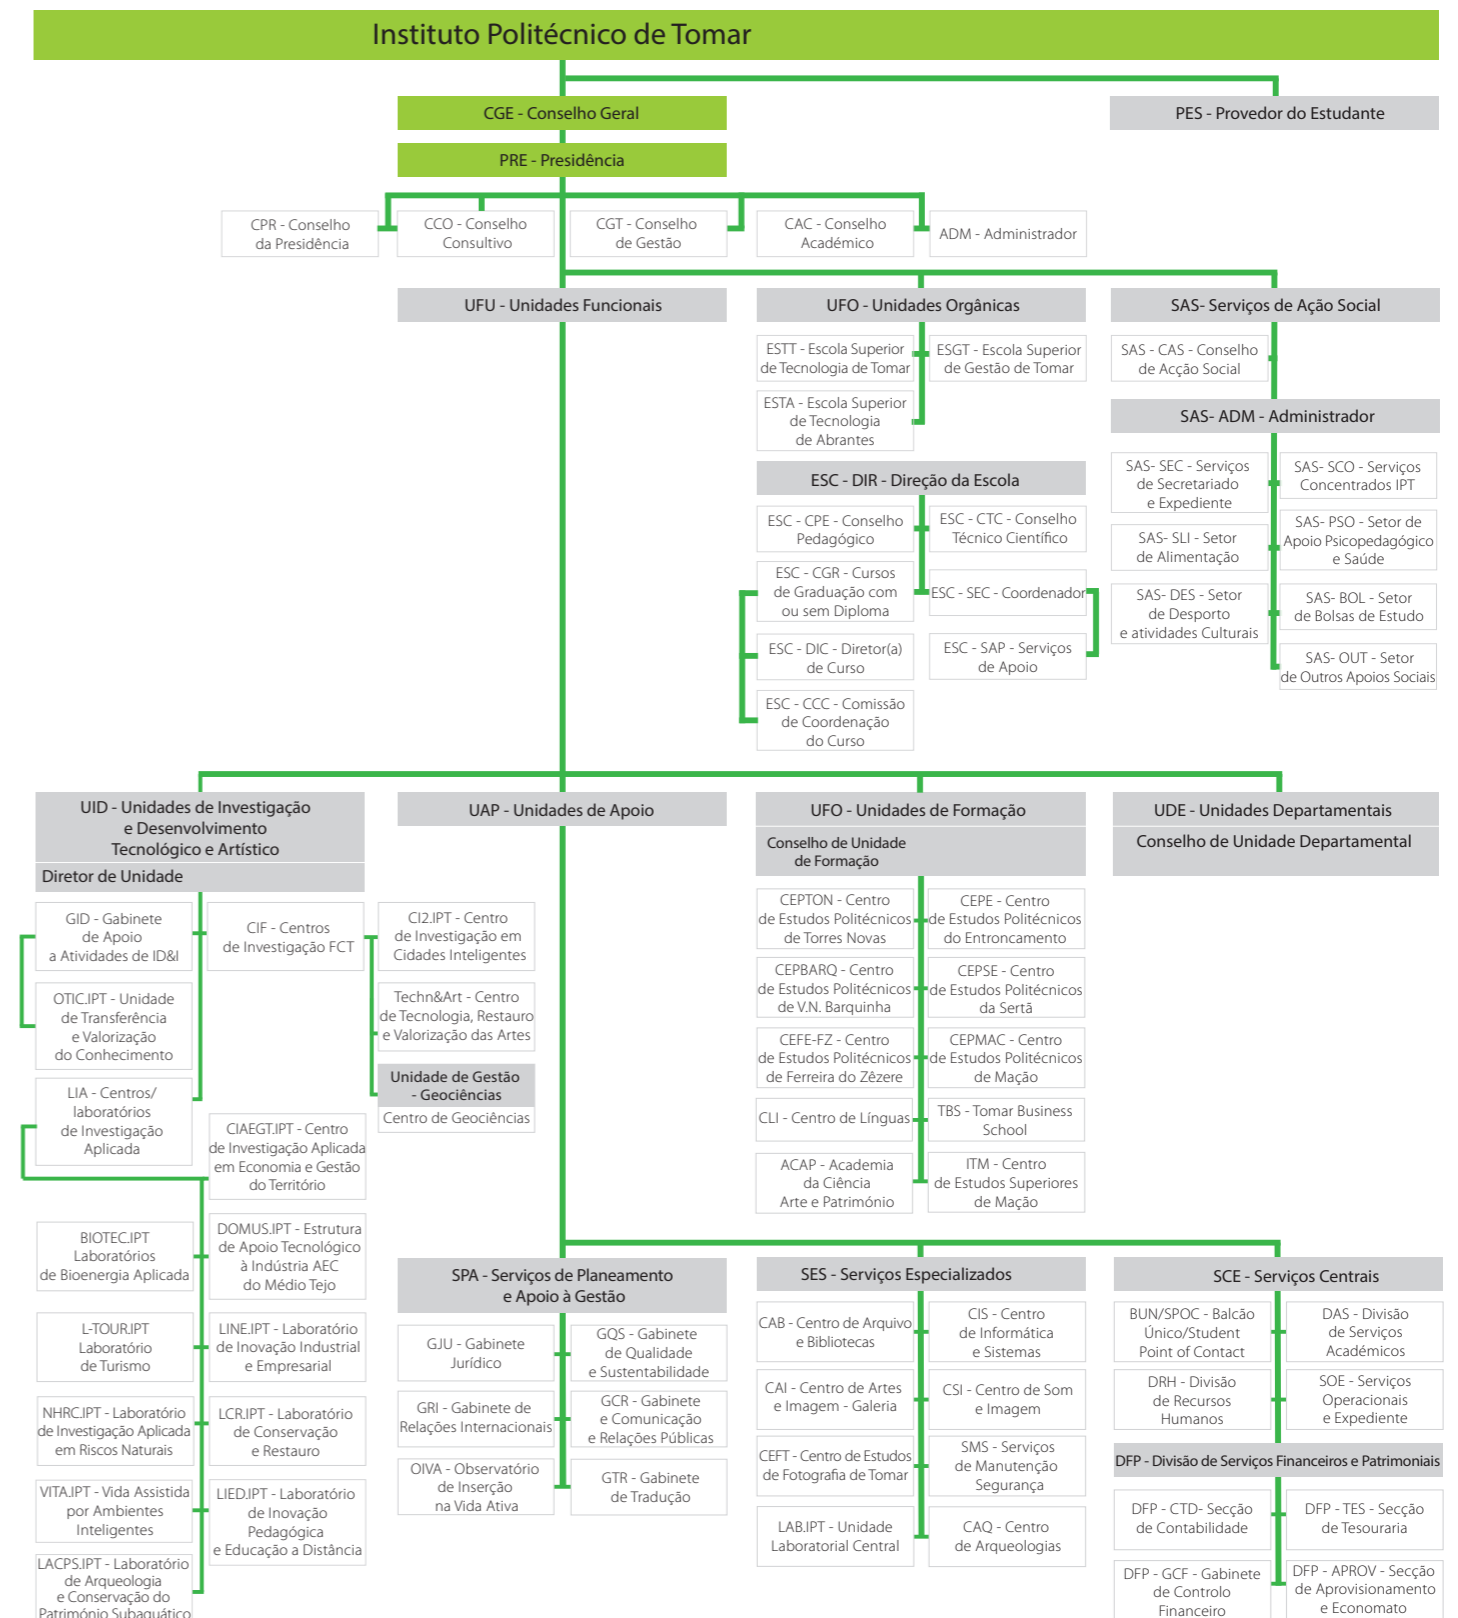 Instituto Politécnico de Tomar
CGE - Conselho Geral
PES - Provedor do Estudante
PRE - Presidência
CPR - Conselho
da Presidência
CCO - Conselho
Consultivo
CGT - Conselho
de Gestão
CAC - Conselho
Académico
ADM - Administrador
UFU - Unidades Funcionais
UFO - Unidades Orgânicas
SAS- Serviços de Ação Social
ESTT - Escola Superior
de Tecnologia de Tomar
ESGT - Escola Superior
de Gestão de Tomar
ESTA - Escola Superior
de Tecnologia
de Abrantes
SAS - CAS - Conselho
de Acção Social
SAS- ADM - Administrador
ESC - DIR - Direção da Escola
ESC - CPE - Conselho
Pedagógico
ESC - CTC - Conselho
Técnico Científico
ESC - CGR - Cursos
de Graduação com
ou sem Diploma
ESC - SEC - Coordenador
ESC - DIC - Diretor(a)
de Curso
ESC - SAP - Serviços
de Apoio
ESC - CCC - Comissão
de Coordenação
do Curso
SAS- SEC - Serviços
de Secretariado
e Expediente
SAS- SCO - Serviços
Concentrados IPT
SAS- SLI - Setor
de Alimentação
SAS- PSO - Setor de
Apoio Psicopedagógico
e Saúde
SAS- DES - Setor
de Desporto
e atividades Culturais
SAS- BOL - Setor
de Bolsas de Estudo
SAS- OUT - Setor
de Outros Apoios Sociais
UID - Unidades de Investigação
e Desenvolvimento
Tecnológico e Artístico
Diretor de Unidade
UAP - Unidades de Apoio
UFO - Unidades de Formação
Conselho de Unidade
de Formação
UDE - Unidades Departamentais
Conselho de Unidade Departamental
GID - Gabinete
de Apoio
a Atividades de ID&I
CIF - Centros
de Investigação FCT
CI2.IPT - Centro
de Investigação em
Cidades Inteligentes
OTIC.IPT - Unidade
de Transferência
e Valorização
do Conhecimento
Techn&Art - Centro
de Tecnologia, Restauro
e Valorização das Artes
Unidade de Gestão
- Geociências
Centro de Geociências
LIA - Centros/
laboratórios
de Investigação
Aplicada
CIAEGT.IPT - Centro
de Investigação Aplicada
em Economia e Gestão
do Território
BIOTEC.IPT
Laboratórios
de Bioenergia Aplicada
DOMUS.IPT - Estrutura
de Apoio Tecnológico
à Indústria AEC
do Médio Tejo
L-TOUR.IPT
Laboratório
de Turismo
LINE.IPT - Laboratório
de Inovação Industrial
e Empresarial
NHRC.IPT - Laboratório
de Investigação Aplicada
em Riscos Naturais
LCR.IPT - Laboratório
de Conservação
e Restauro
VITA.IPT - Vida Assistida
por Ambientes
Inteligentes
LIED.IPT - Laboratório
de Inovação
Pedagógica
e Educação a Distância
LACPS.IPT - Laboratório
de Arqueologia
e Conservação do
Património Subaquático
CEPTON - Centro
de Estudos Politécnicos
de Torres Novas
CEPE - Centro
de Estudos Politécnicos
do Entroncamento
CEPBARQ - Centro
de Estudos Politécnicos
de V.N. Barquinha
CEPSE - Centro
de Estudos Politécnicos
da Sertã
CEFE-FZ - Centro
de Estudos Politécnicos
de Ferreira do Zêzere
CEPMAC - Centro
de Estudos Politécnicos
de Mação
CLI - Centro de Línguas
TBS - Tomar Business
School
ACAP - Academia
da Ciência
Arte e Património
ITM - Centro
de Estudos Superiores
de Mação
SPA - Serviços de Planeamento
e Apoio à Gestão
SES - Serviços Especializados
SCE - Serviços Centrais
GJU - Gabinete
Jurídico
GQS - Gabinete
de Qualidade
e Sustentabilidade
GRI - Gabinete de
Relações Internacionais
GCR - Gabinete
e Comunicação
e Relações Públicas
OIVA - Observatório
de Inserção
na Vida Ativa
GTR - Gabinete
de Tradução
CAB - Centro de Arquivo
e Bibliotecas
CIS - Centro
de Informática
e Sistemas
CAI - Centro de Artes
e Imagem - Galeria
CSI - Centro de Som
e Imagem
CEFT - Centro de Estudos
de Fotografia de Tomar
SMS - Serviços
de Manutenção
Segurança
LAB.IPT - Unidade
Laboratorial Central
CAQ - Centro
de Arqueologias
BUN/SPOC - Balcão
Único/Student
Point of Contact
DAS - Divisão
de Serviços
Académicos
DRH - Divisão
de Recursos
Humanos
SOE - Serviços
Operacionais
e Expediente
DFP - Divisão de Serviços Financeiros e Patrimoniais
DFP - CTD- Secção
de Contabilidade
DFP - TES - Secção
de Tesouraria
DFP - GCF - Gabinete
de Controlo
Financeiro
DFP - APROV - Secção
de Aprovisionamento
e Economato